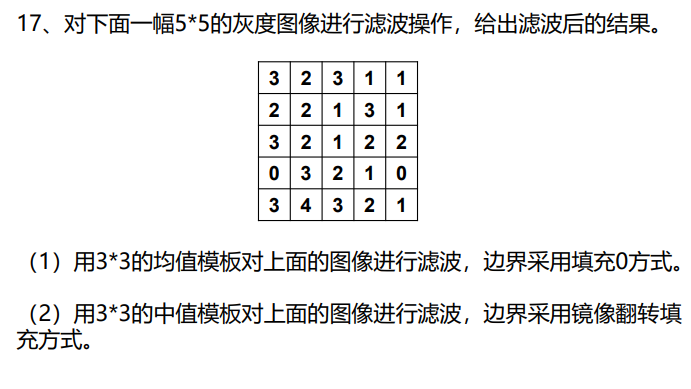 17、对下面一幅5*5的灰度图像进行滤波操作，给出滤波后的结果。
3 2 3 1 1
2 2 1 3 1
3 2 1 2 2
0 3 2 1 0
3 4 3 2 1
（1）用3*3的均值模板对上面的图像进行滤波，边界采用填充0方式。
（2）用3*3的中值模板对上面的图像进行滤波，边界采用镜像翻转填
充方式。